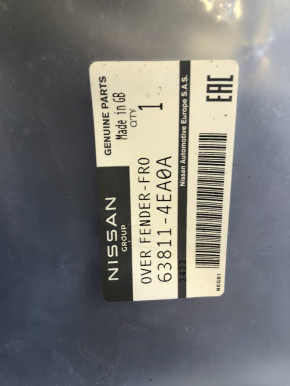 NISSAN
GROUP
GENUINE PARTS
Made in GB
QTY
1
OVER FENDER-FRO
63811-4EA0A
Nissan Automotive Europe S.A.S.
EAC